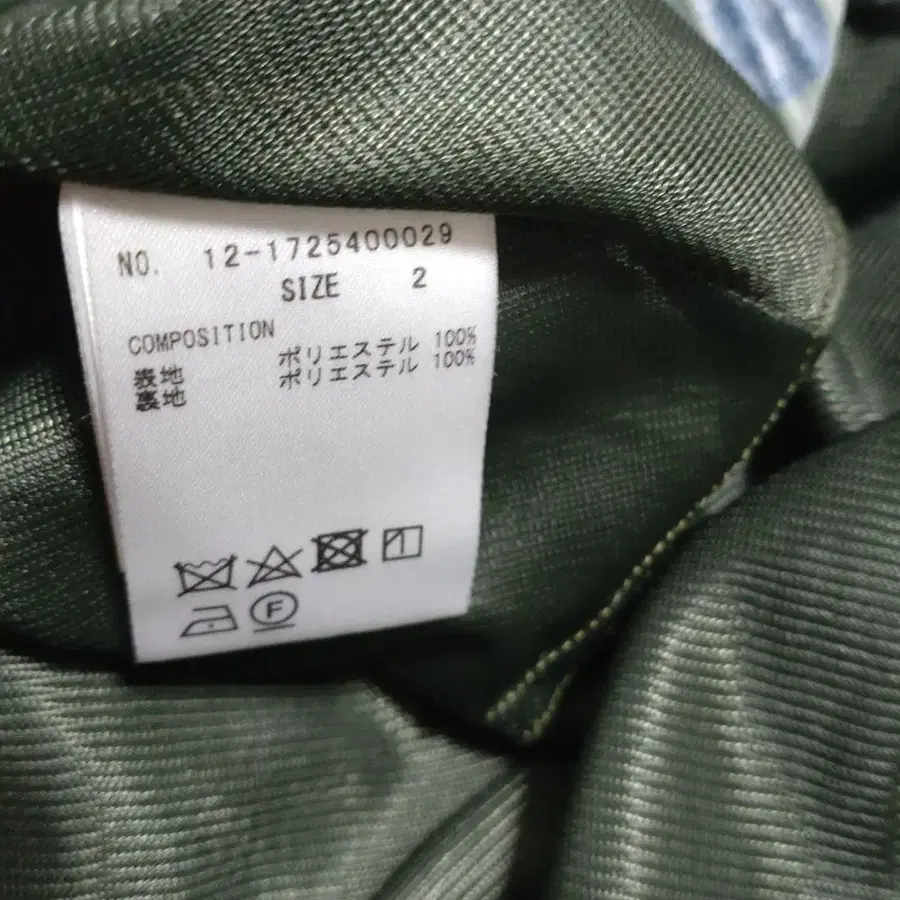 NO. 12-1725400029
SIZE 2
COMPOSITION
表地 ポリエステル 100%
裏地 ポリエステル 100%
F